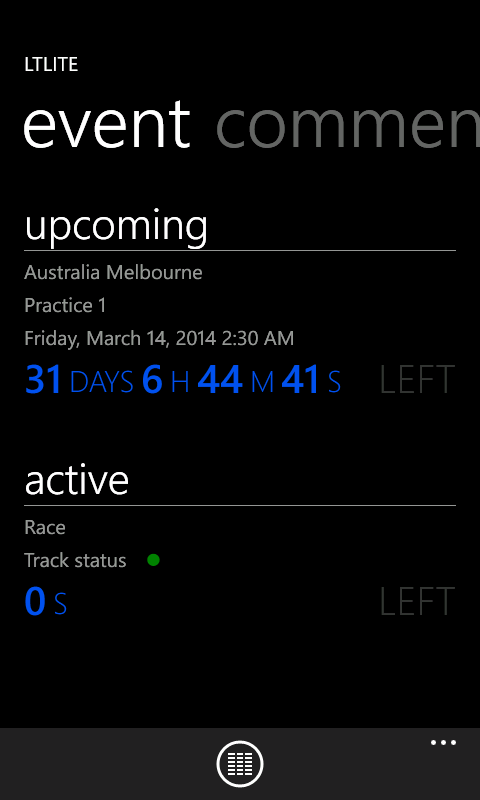 LTLITE
event commen
upcoming
Australia Melbourne
Practice 1
Friday, March 14, 2014 2:30 AM
31 DAYS 6 H 44 M 41 S LEFT
active
Race
Track status
0 S LEFT